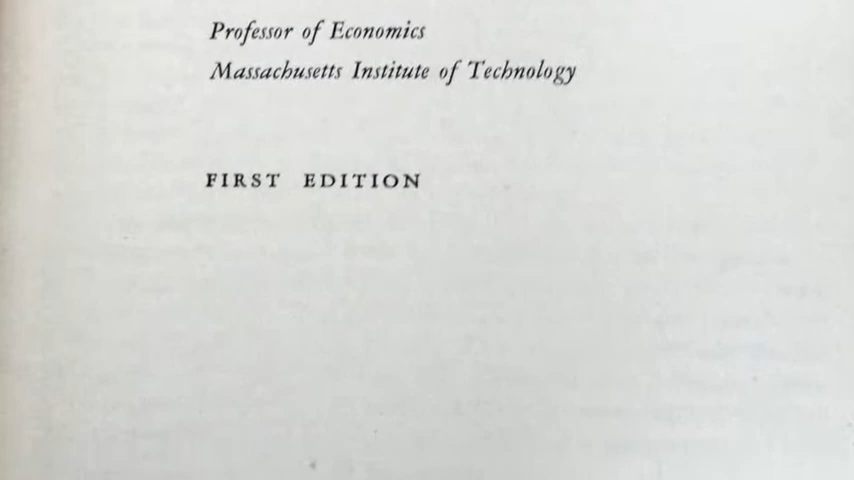 Professor of Economics
Massachusetts Institute of Technology
FIRST EDITION